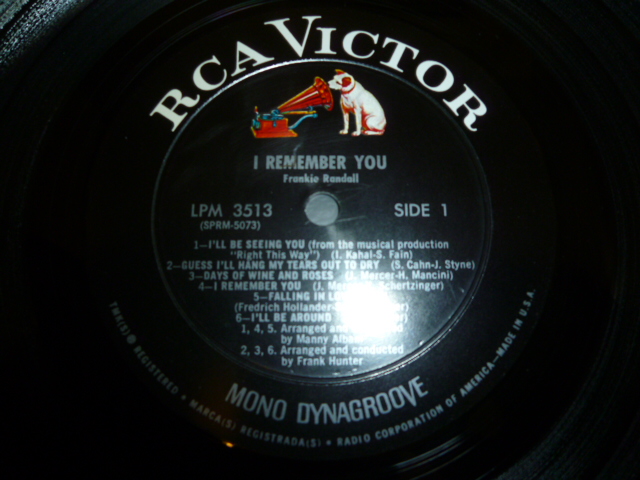 RCA VICTOR
I REMEMBER YOU
Frankie Randall
LPM 3513 SIDE 1
(SPRM-5073)
1—I'LL BE SEEING YOU (from the musical production
"Right This Way") (I. Kahal-S. Fain)
2—GUESS I'LL HANG MY TEARS OUT TO DRY (S. Cahn-J. Styne)
3—DAYS OF WINE AND ROSES (J. Mercer-H. Mancini)
4—I REMEMBER YOU (J. Schertzinger)
5—FALLING IN
(Fredrich Hollander-
6—I'LL BE AROUND
1, 4, 5. Arranged and
by Manny
2, 3, 6. Arranged and conducted
by Frank Hunter
MONO DYNAGROOVE
TMK(S) ® REGISTERED • MARCA(S) REGISTRADA(S) • RADIO CORPORATION OF AMERICA—MADE IN U.S.A.